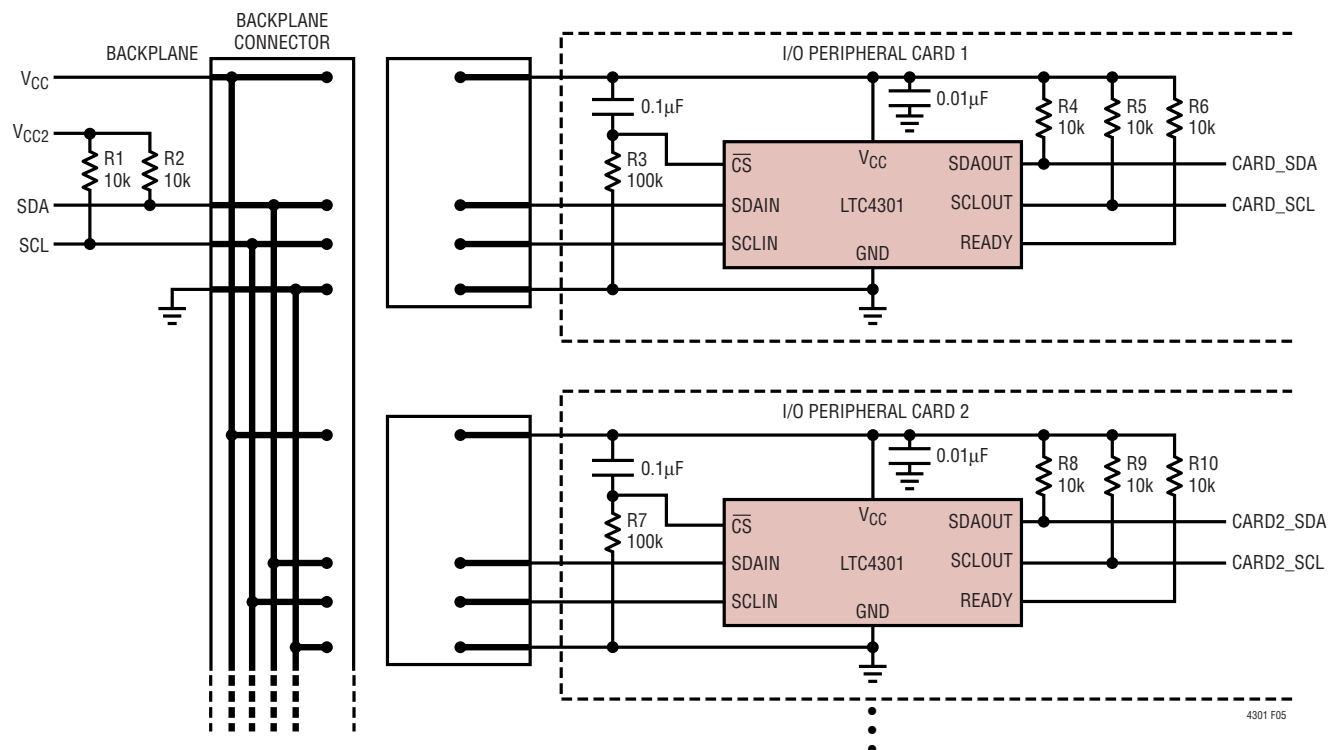 BACKPLANE
CONNECTOR
BACKPLANE
VCC
VCC2
R1
10k
R2
10k
SDA
SCL
I/O PERIPHERAL CARD 1
0.1μF
0.01μF
R3
100k
R4
10k
R5
10k
R6
10k
CS
VCC
SDAOUT
CARD_SDA
SDAIN
LTC4301
SCLOUT
CARD_SCL
SCLIN
READY
GND
I/O PERIPHERAL CARD 2
0.1μF
0.01μF
R7
100k
R8
10k
R9
10k
R10
10k
CS
VCC
SDAOUT
CARD2_SDA
SDAIN
LTC4301
SCLOUT
CARD2_SCL
SCLIN
READY
GND
4301 F05